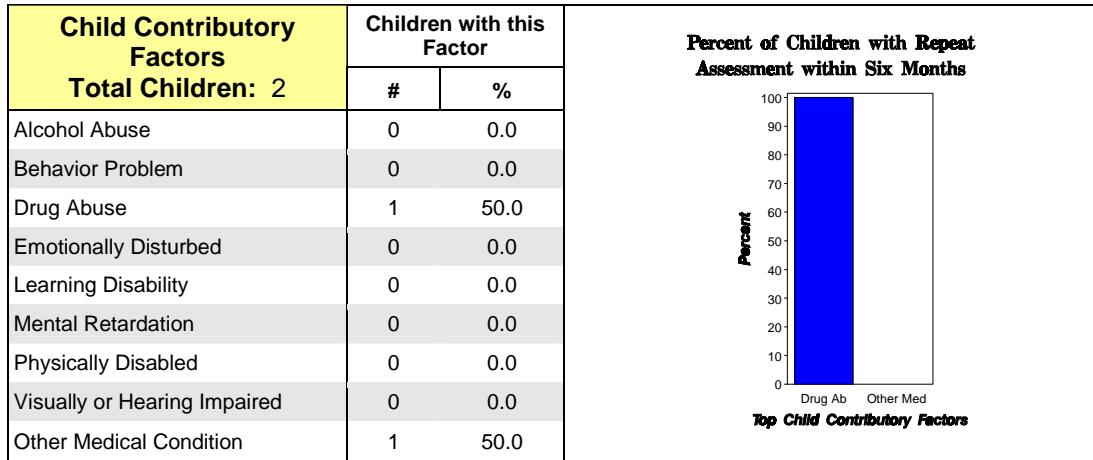 Child Contributory
Factors
Total Children: 2
Children with this
Factor
# %
Alcohol Abuse 0 0.0
Behavior Problem 0 0.0
Drug Abuse 1 50.0
Emotionally Disturbed 0 0.0
Learning Disability 0 0.0
Mental Retardation 0 0.0
Physically Disabled 0 0.0
Visually or Hearing Impaired 0 0.0
Other Medical Condition 1 50.0
Percent of Children with Repeat
Assessment within Six Months
100
90
80
70
60
50
40
30
20
10
0
Percent
Drug Ab Other Med
Top Child Contributory Factors